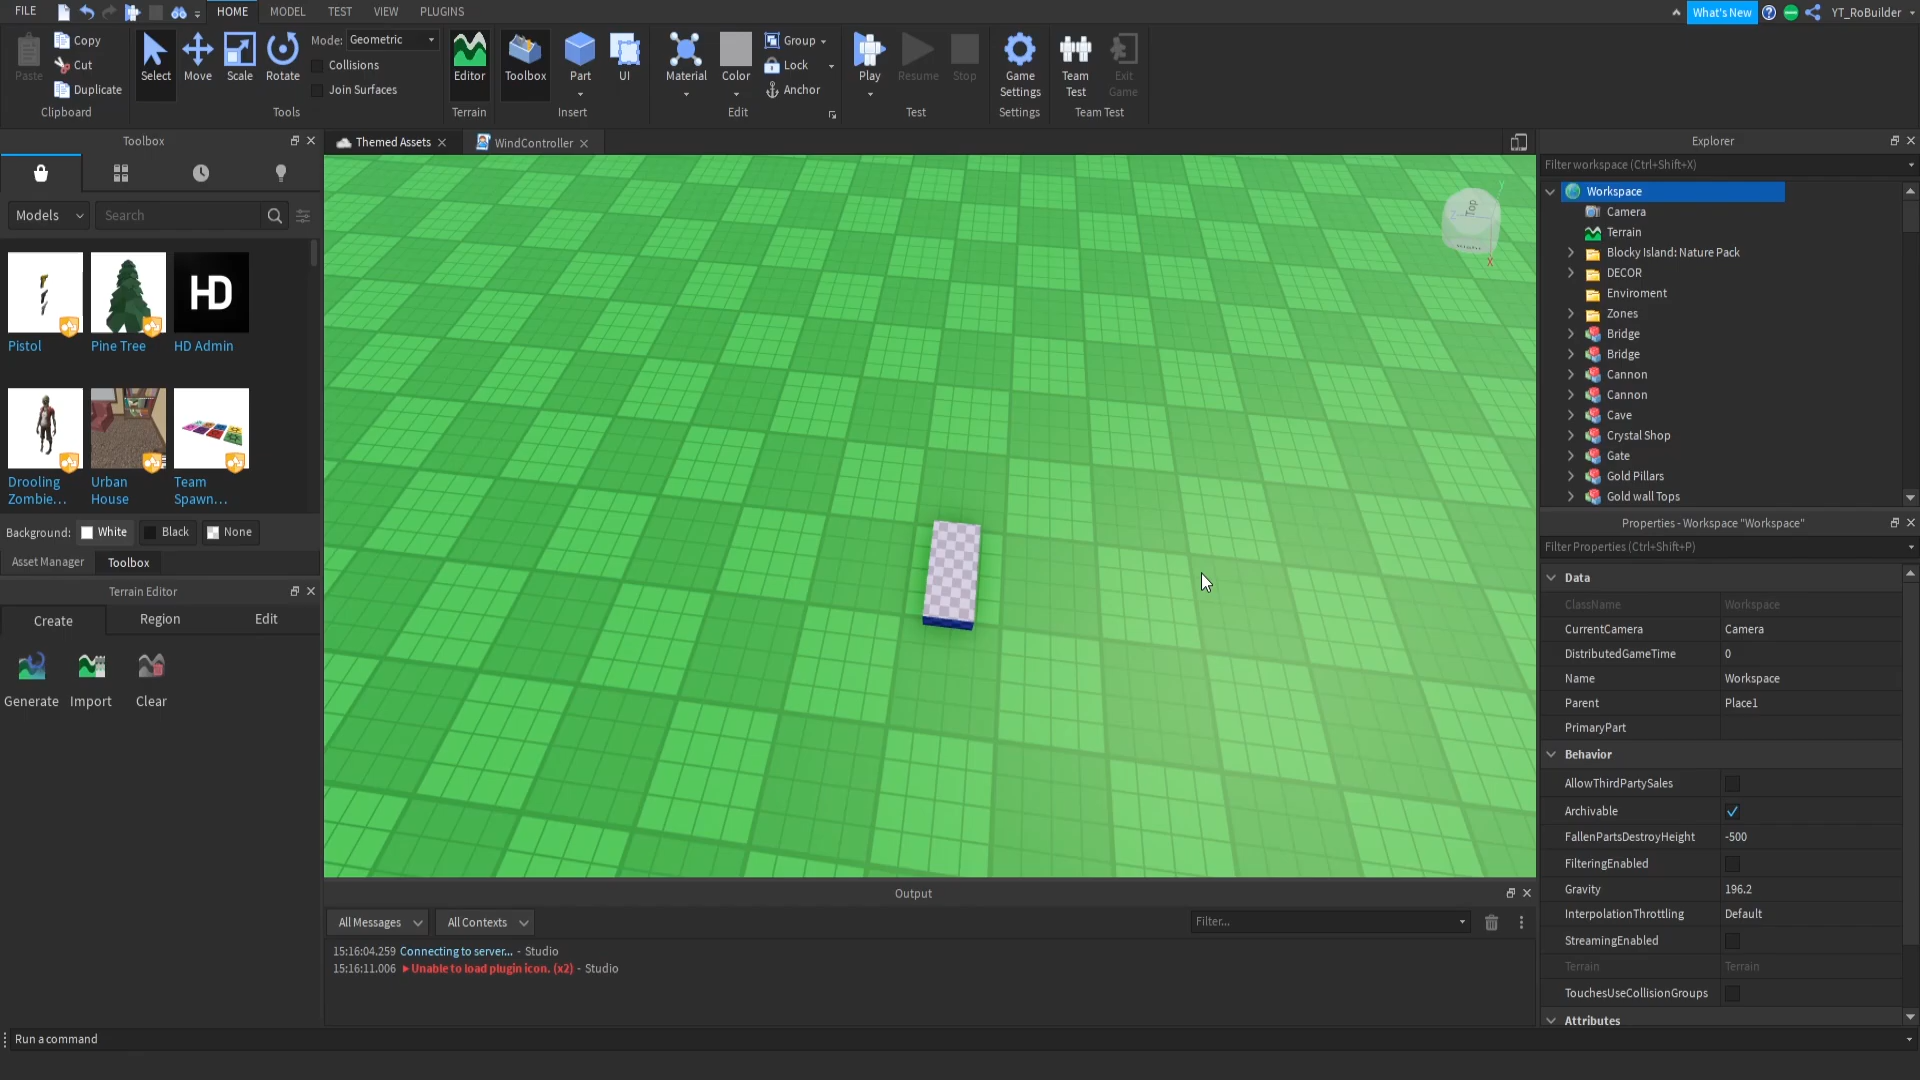 FILE HOME MODEL TEST VIEW PLUGINS What's New YT_RoBuilder
Paste Copy Cut Duplicate
Clipboard
Select Move Scale Rotate Mode: Geometric
Collisions
Join Surfaces
Tools
Editor
Terrain
Toolbox Part UI
Insert
Material Color Group Lock Anchor
Edit
Play Resume Stop
Test
Game
Settings
Settings
Team
Test
Exit
Game
Team Test
Toolbox
Models Search
Pistol Pine Tree HD HD Admin
Drooling
Zombie...
Urban
House
Team
Spawn...
Background: White Black None
Asset Manager Toolbox
Terrain Editor
Create Region Edit
Generate Import Clear
Themed Assets WindController
Top
Right
y
Z
X
Output
All Messages All Contexts Filter...
15:16:04.259 Connecting to server... - Studio
15:16:11.006 Unable to load plugin icon. (x2) - Studio
Run a command
Explorer
Filter workspace (Ctrl+Shift+X)
Workspace
Camera
Terrain
Blocky Island: Nature Pack
DECOR
Enviroment
Zones
Bridge
Bridge
Cannon
Cannon
Cave
Crystal Shop
Gate
Gold Pillars
Gold wall Tops
Properties - Workspace "Workspace"
Filter Properties (Ctrl+Shift+P)
Data
ClassName Workspace
CurrentCamera Camera
DistributedGameTime 0
Name Workspace
Parent Place1
PrimaryPart
Behavior
AllowThirdPartySales
Archivable
FallenPartsDestroyHeight -500
FilteringEnabled
Gravity 196.2
InterpolationThrottling Default
StreamingEnabled
Terrain Terrain
TouchesUseCollisionGroups
Attributes